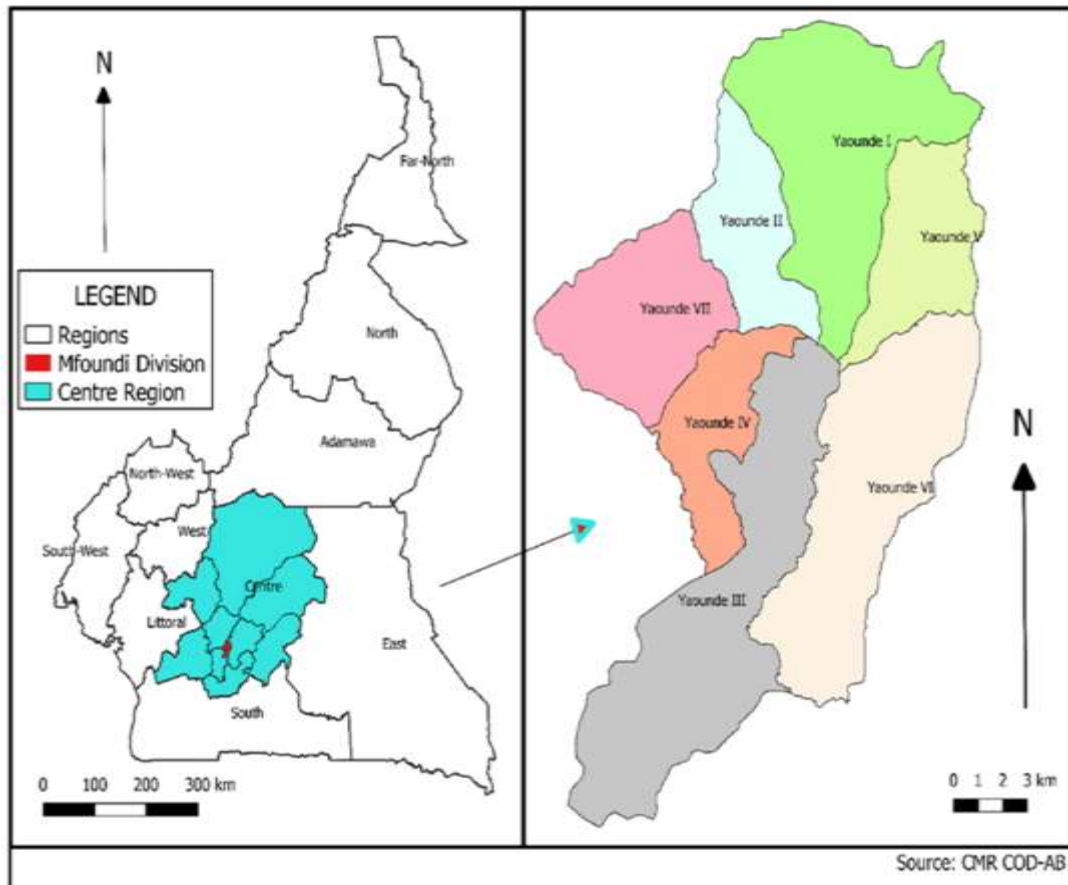 N
Far-North
LEGEND
Regions
Mfoundi Division
Centre Region
North
Adamawa
North-West
West
South-West
Centre
Littoral
East
South
0 100 200 300 km
Yaounde I
Yaounde II
Yaounde V
Yaounde VII
Yaounde IV
N
Yaounde VI
Yaounde III
0 1 2 3 km
Source: CMR COD-AB